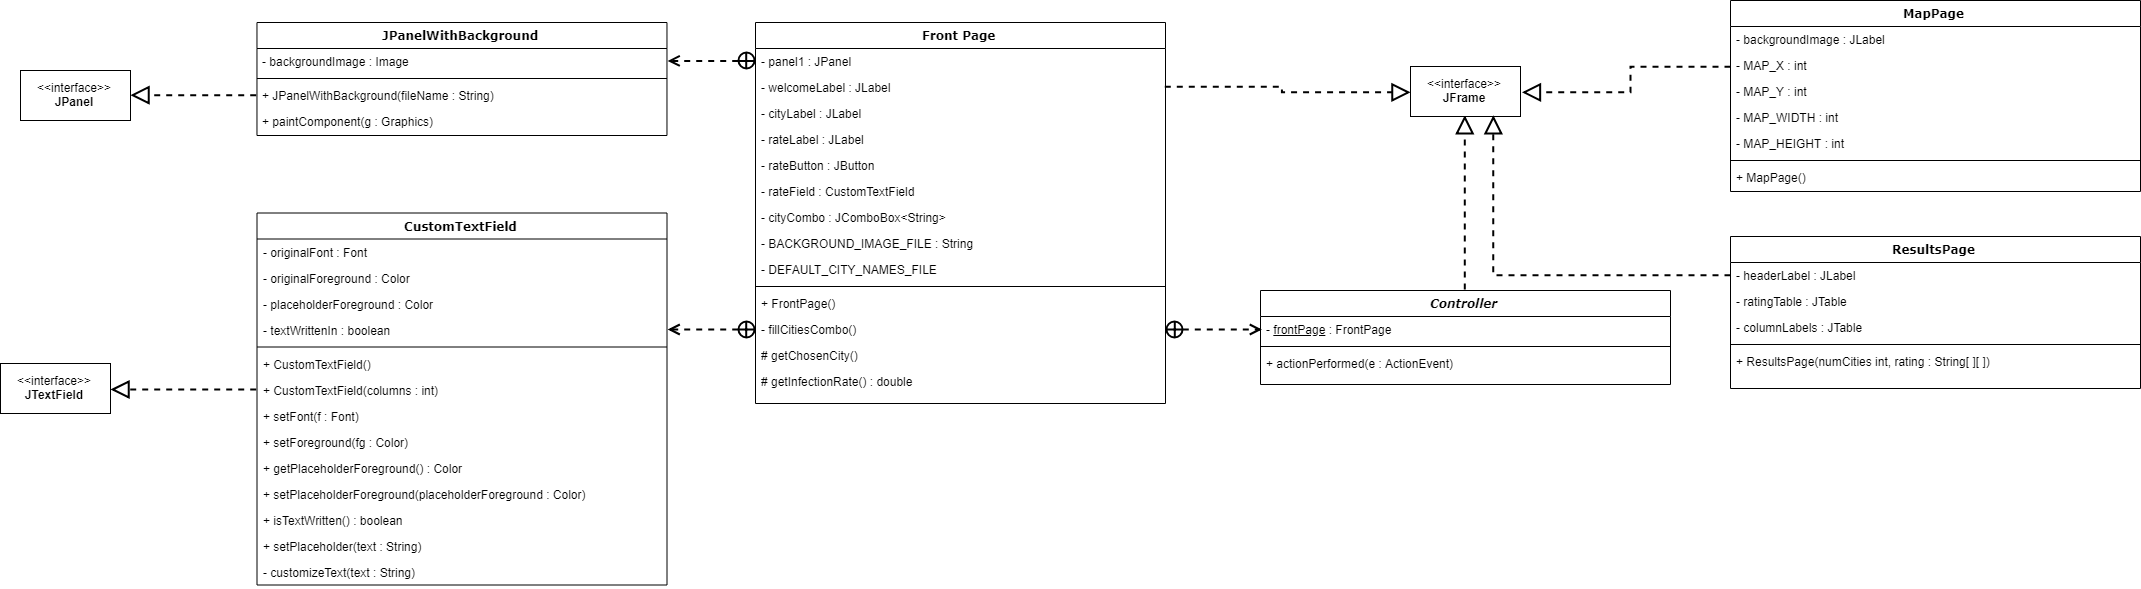 JPanelWithBackground
- backgroundImage : Image
+ JPanelWithBackground(fileName : String)
+ paintComponent(g : Graphics)
<<interface>>
JPanel
CustomTextField
- originalFont : Font
- originalForeground : Color
- placeholderForeground : Color
- textWrittenIn : boolean
+ CustomTextField()
+ CustomTextField(columns : int)
+ setFont(f : Font)
+ setForeground(fg : Color)
+ getPlaceholderForeground() : Color
+ setPlaceholderForeground(placeholderForeground : Color)
+ isTextWritten() : boolean
+ setPlaceholder(text : String)
- customizeText(text : String)
<<interface>>
JTextField
Front Page
- panel1 : JPanel
- welcomeLabel : JLabel
- cityLabel : JLabel
- rateLabel : JLabel
- rateButton : JButton
- rateField : CustomTextField
- cityCombo : JComboBox<String>
- BACKGROUND_IMAGE_FILE : String
- DEFAULT_CITY_NAMES_FILE
+ FrontPage()
- fillCitiesCombo()
# getChosenCity()
# getInfectionRate() : double
<<interface>>
JFrame
Controller
- frontPage : FrontPage
+ actionPerformed(e : ActionEvent)
MapPage
- backgroundImage : JLabel
- MAP_X : int
- MAP_Y : int
- MAP_WIDTH : int
- MAP_HEIGHT : int
+ MapPage()
ResultsPage
- headerLabel : JLabel
- ratingTable : JTable
- columnLabels : JTable
+ ResultsPage(numCities int, rating : String[ ][ ])